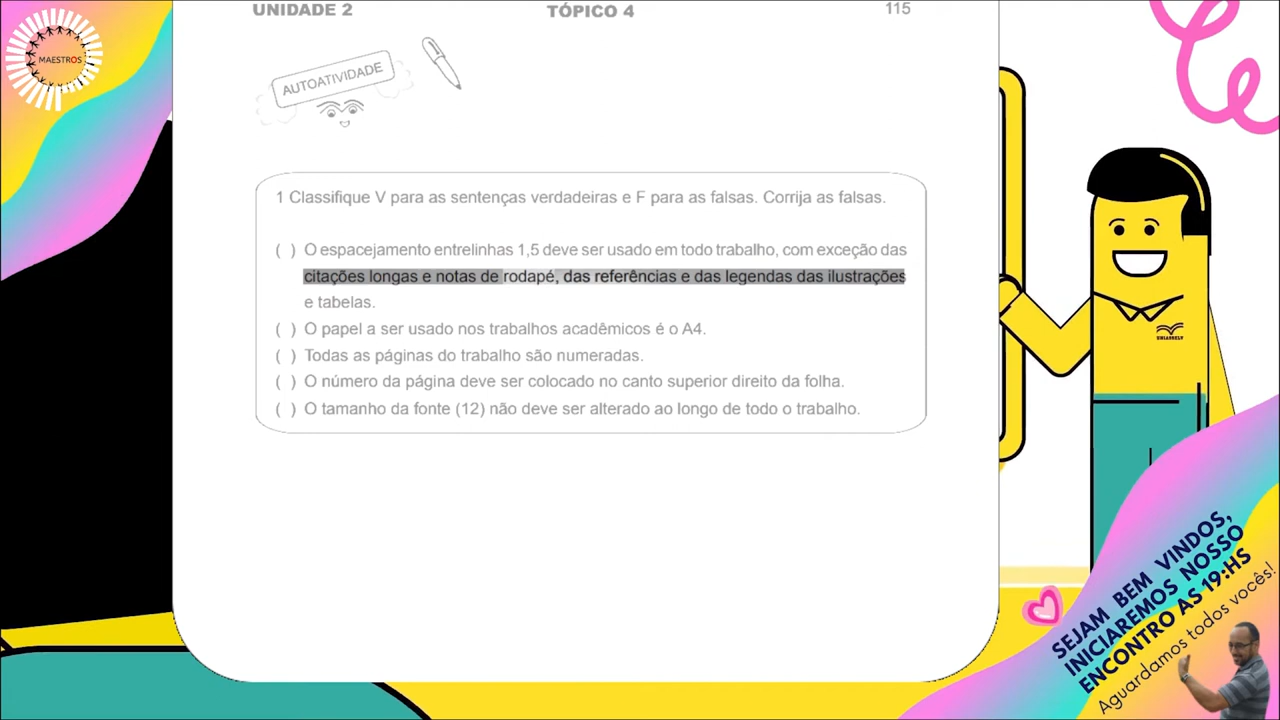 UNIDADE 2 TÓPICO 4 115
MAESTROS
AUTOATIVIDADE
1 Classifique V para as sentenças verdadeiras e F para as falsas. Corrija as falsas.
( ) O espacejamento entrelinhas 1,5 deve ser usado em todo trabalho, com exceção das
citações longas e notas de rodapé, das referências e das legendas das ilustrações
e tabelas.
( ) O papel a ser usado nos trabalhos acadêmicos é o A4.
( ) Todas as páginas do trabalho são numeradas.
( ) O número da página deve ser colocado no canto superior direito da folha.
( ) O tamanho da fonte (12) não deve ser alterado ao longo de todo o trabalho.
UNIASSELVI
SEJAM BEM VINDOS,
INICIAREMOS NOSSO
ENCONTRO AS 19:HS
Aguardamos todos vocês!